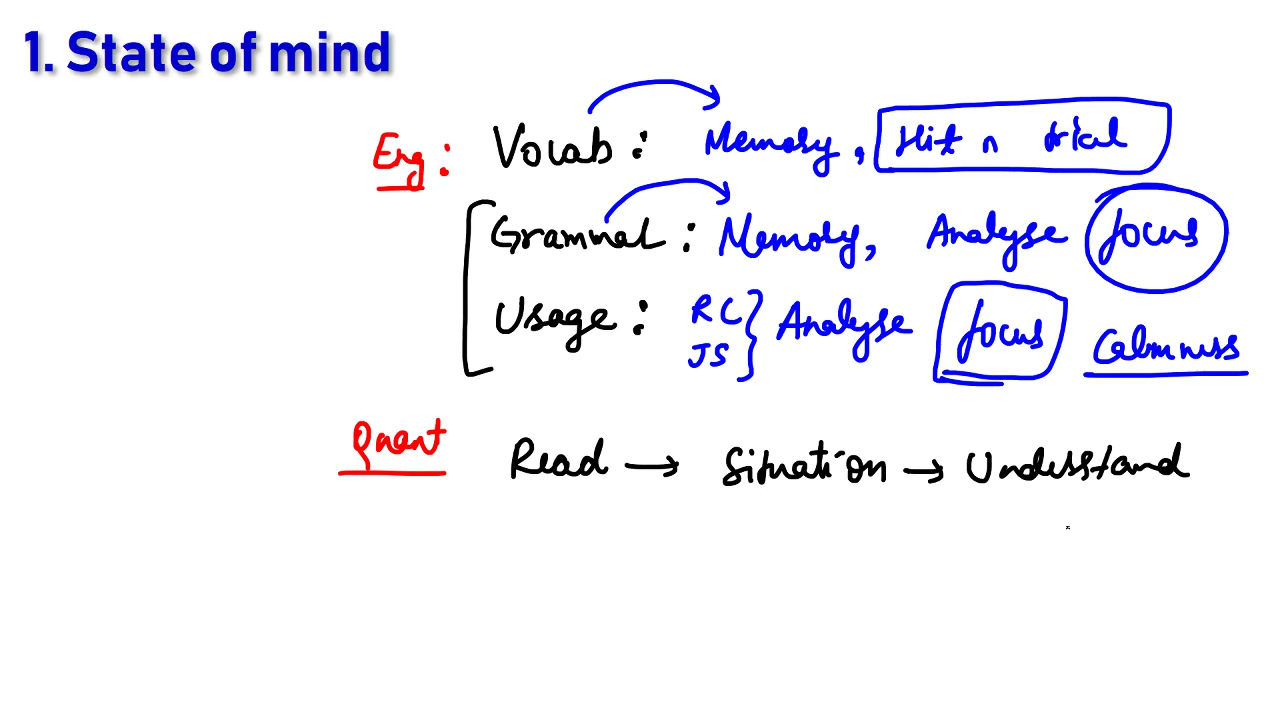 1. State of mind
Eng: Vocab: Memory, Hit n trial
Grammar: Memory, Analyse focus
Usage: RC JS } Analyse focus Calmness
Quant Read → Situation → Understand